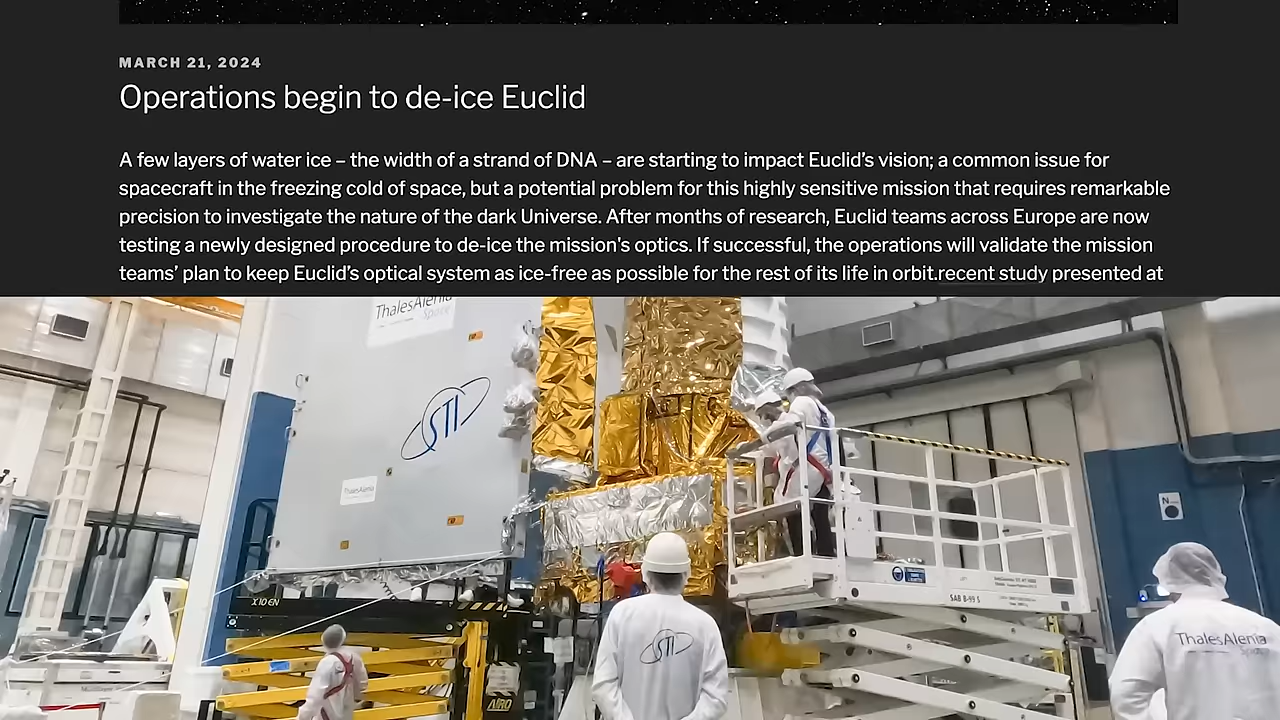 MARCH 21, 2024
Operations begin to de-ice Euclid
A few layers of water ice – the width of a strand of DNA – are starting to impact Euclid’s vision; a common issue for
spacecraft in the freezing cold of space, but a potential problem for this highly sensitive mission that requires remarkable
precision to investigate the nature of the dark Universe. After months of research, Euclid teams across Europe are now
testing a newly designed procedure to de-ice the mission's optics. If successful, the operations will validate the mission
teams’ plan to keep Euclid’s optical system as ice-free as possible for the rest of its life in orbit.recent study presented at
ThalesAlenia
Space
STI
ThalesAlenia
N
X 10 EN
SAB B-99 S
STI
ThalesAlenia
Space
AIRO